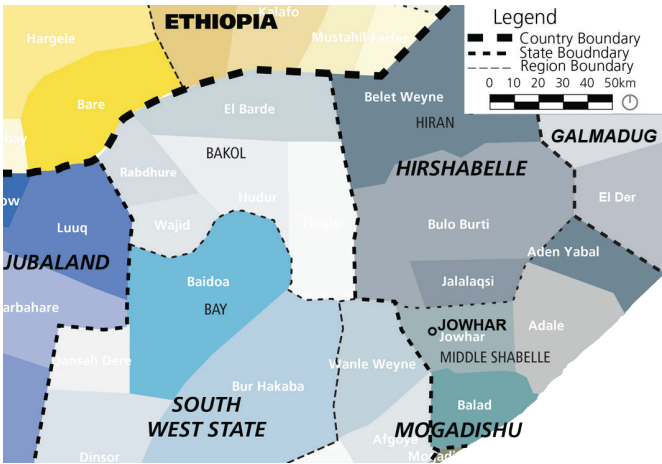 ETHIOPIA
Kalafo
Hargele
Mustahil
Ferfer
Legend
Country Boundary
State Boudndary
Region Boundary
0 10 20 30 40 50km
Bare
Belet Weyne
El Barde
HIRAN
GALMADUG
BAKOL
HIRSHABELLE
Rabdhure
Hudur
El Der
Luuq
Wajid
Bulo Burti
Aden Yabal
JUBALAND
Baidoa
Jalalaqsi
BAY
JOWHAR
Adale
Jowhar
MIDDLE SHABELLE
Qansah Dere
Wanle Weyne
Bur Hakaba
SOUTH
WEST STATE
Balad
MOGADISHU
Afgoye
Dinsor